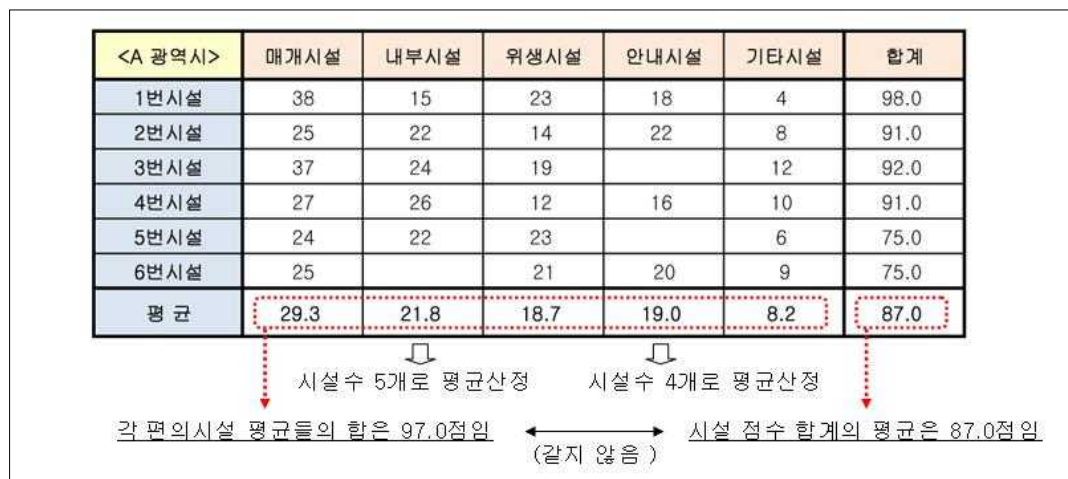 <A 광역시> 매개시설 내부시설 위생시설 안내시설 기타시설 합계
1번시설 38 15 23 18 4 98.0
2번시설 25 22 14 22 8 91.0
3번시설 37 24 19 12 92.0
4번시설 27 26 12 16 10 91.0
5번시설 24 22 23 6 75.0
6번시설 25 21 20 9 75.0
평 균 29.3 21.8 18.7 19.0 8.2 87.0
시설수 5개로 평균산정 시설수 4개로 평균산정
각 편의시설 평균들의 합은 97.0점임 시설 점수 합계의 평균은 87.0점임
(같지 않음 )